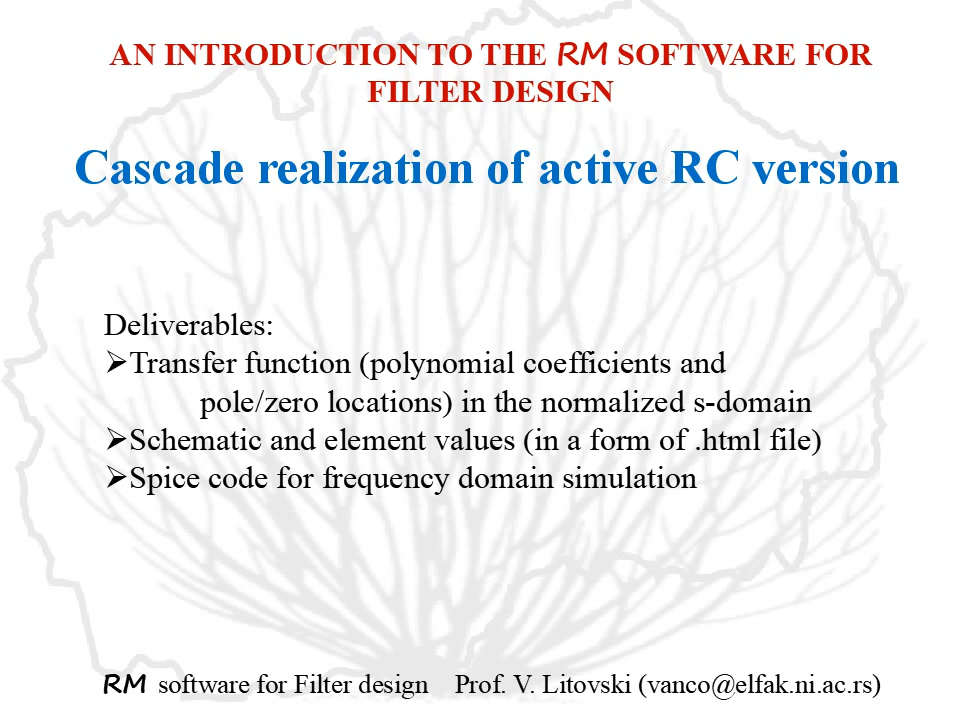 AN INTRODUCTION TO THE RM SOFTWARE FOR
FILTER DESIGN
Cascade realization of active RC version
Deliverables:
➢Transfer function (polynomial coefficients and
pole/zero locations) in the normalized s-domain
➢Schematic and element values (in a form of .html file)
➢Spice code for frequency domain simulation
RM software for Filter design Prof. V. Litovski (vanco@elfak.ni.ac.rs)